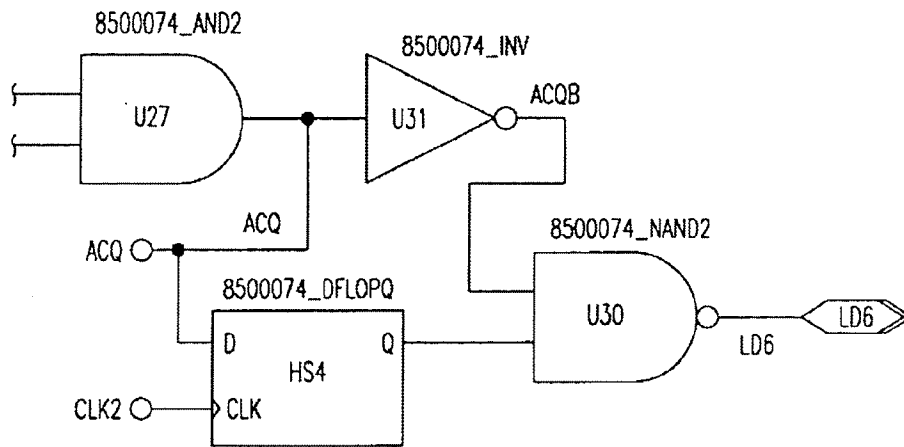 8500074_AND2
8500074_INV
ACQB
U27
U31
ACQ
ACQ
8500074_NAND2
8500074_DFLOPQ
U30
LD6
LD6
D
Q
HS4
CLK2
CLK